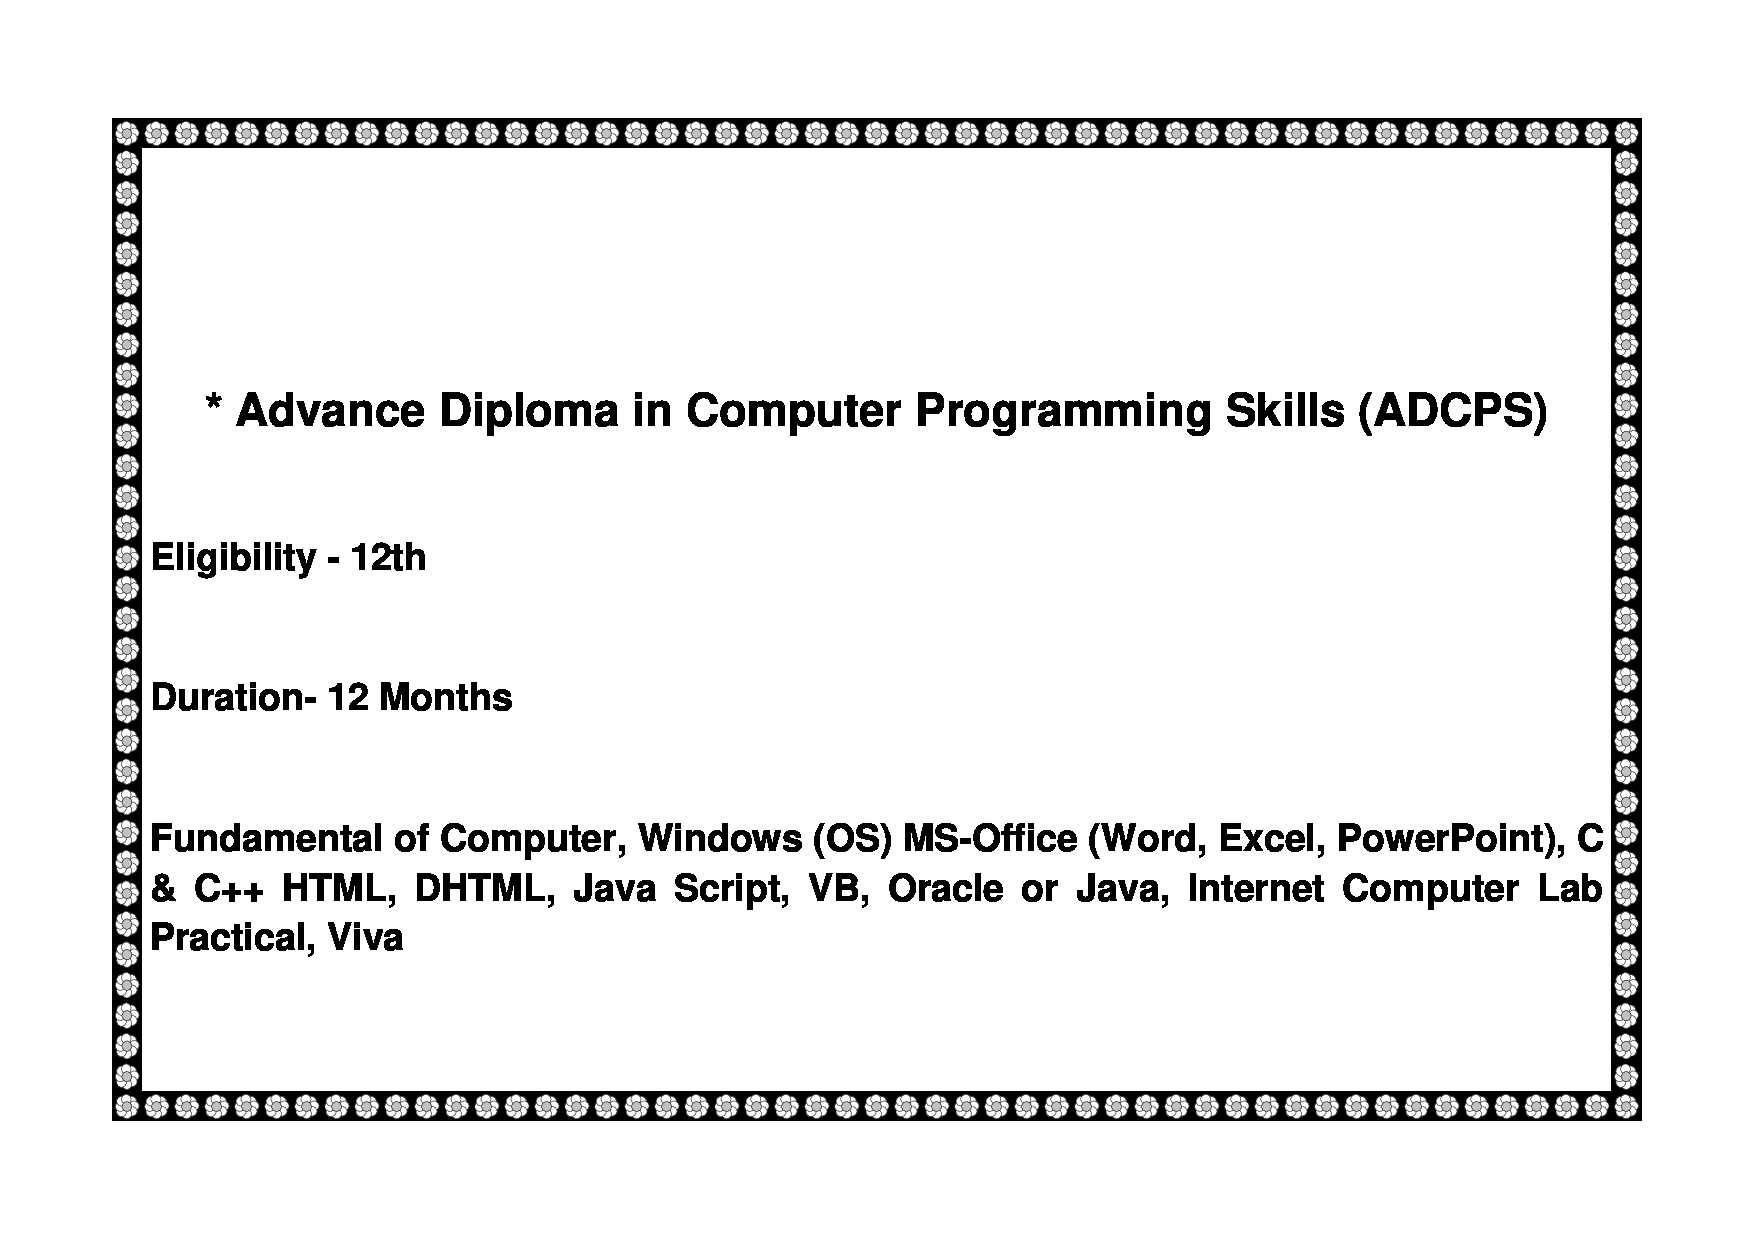 * Advance Diploma in Computer Programming Skills (ADCPS)
Eligibility - 12th
Duration- 12 Months
Fundamental of Computer, Windows (OS) MS-Office (Word, Excel, PowerPoint), C
& C++ HTML, DHTML, Java Script, VB, Oracle or Java, Internet Computer Lab
Practical, Viva